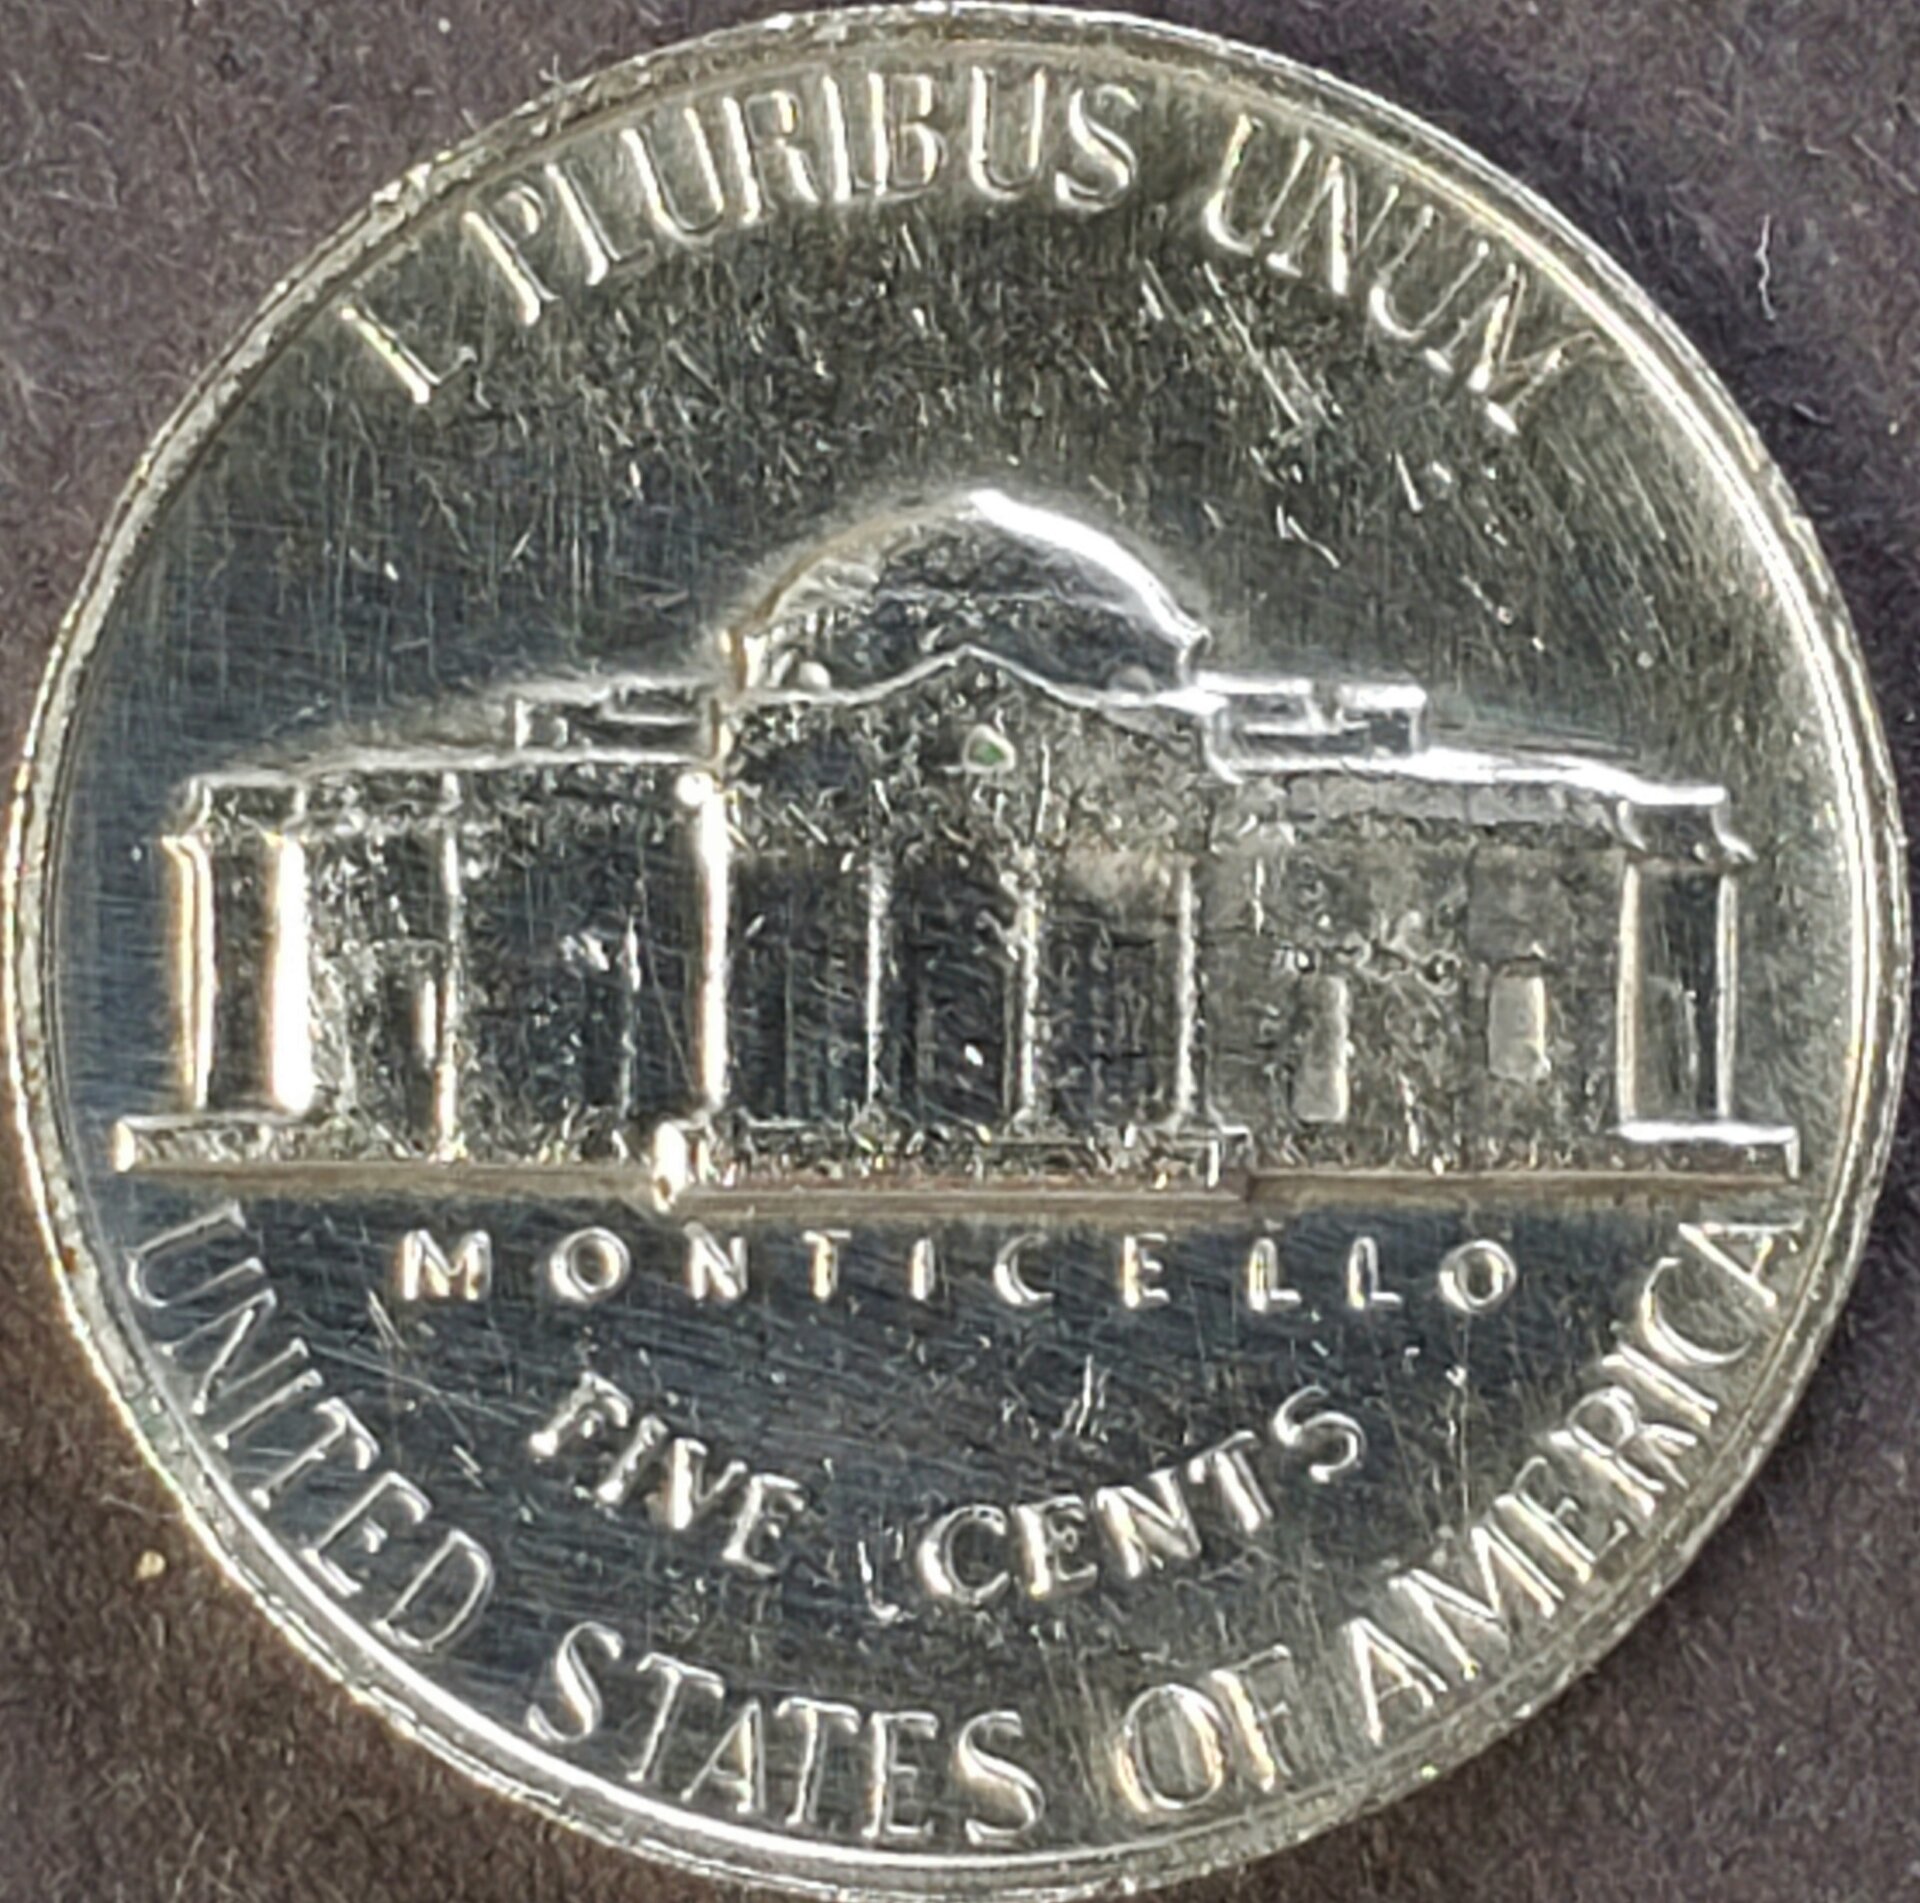 E PLURIBUS UNUM
MONTICELLO
FIVE CENTS
UNITED STATES OF AMERICA